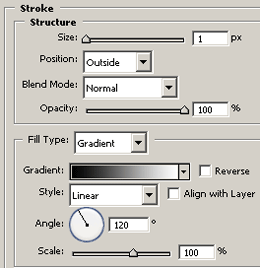 Stroke
Structure
Size: 1 px
Position: Outside
Blend Mode: Normal
Opacity: 100 %
Fill Type: Gradient
Gradient: Reverse
Style: Linear Align with Layer
Angle: 120 °
Scale: 100 %